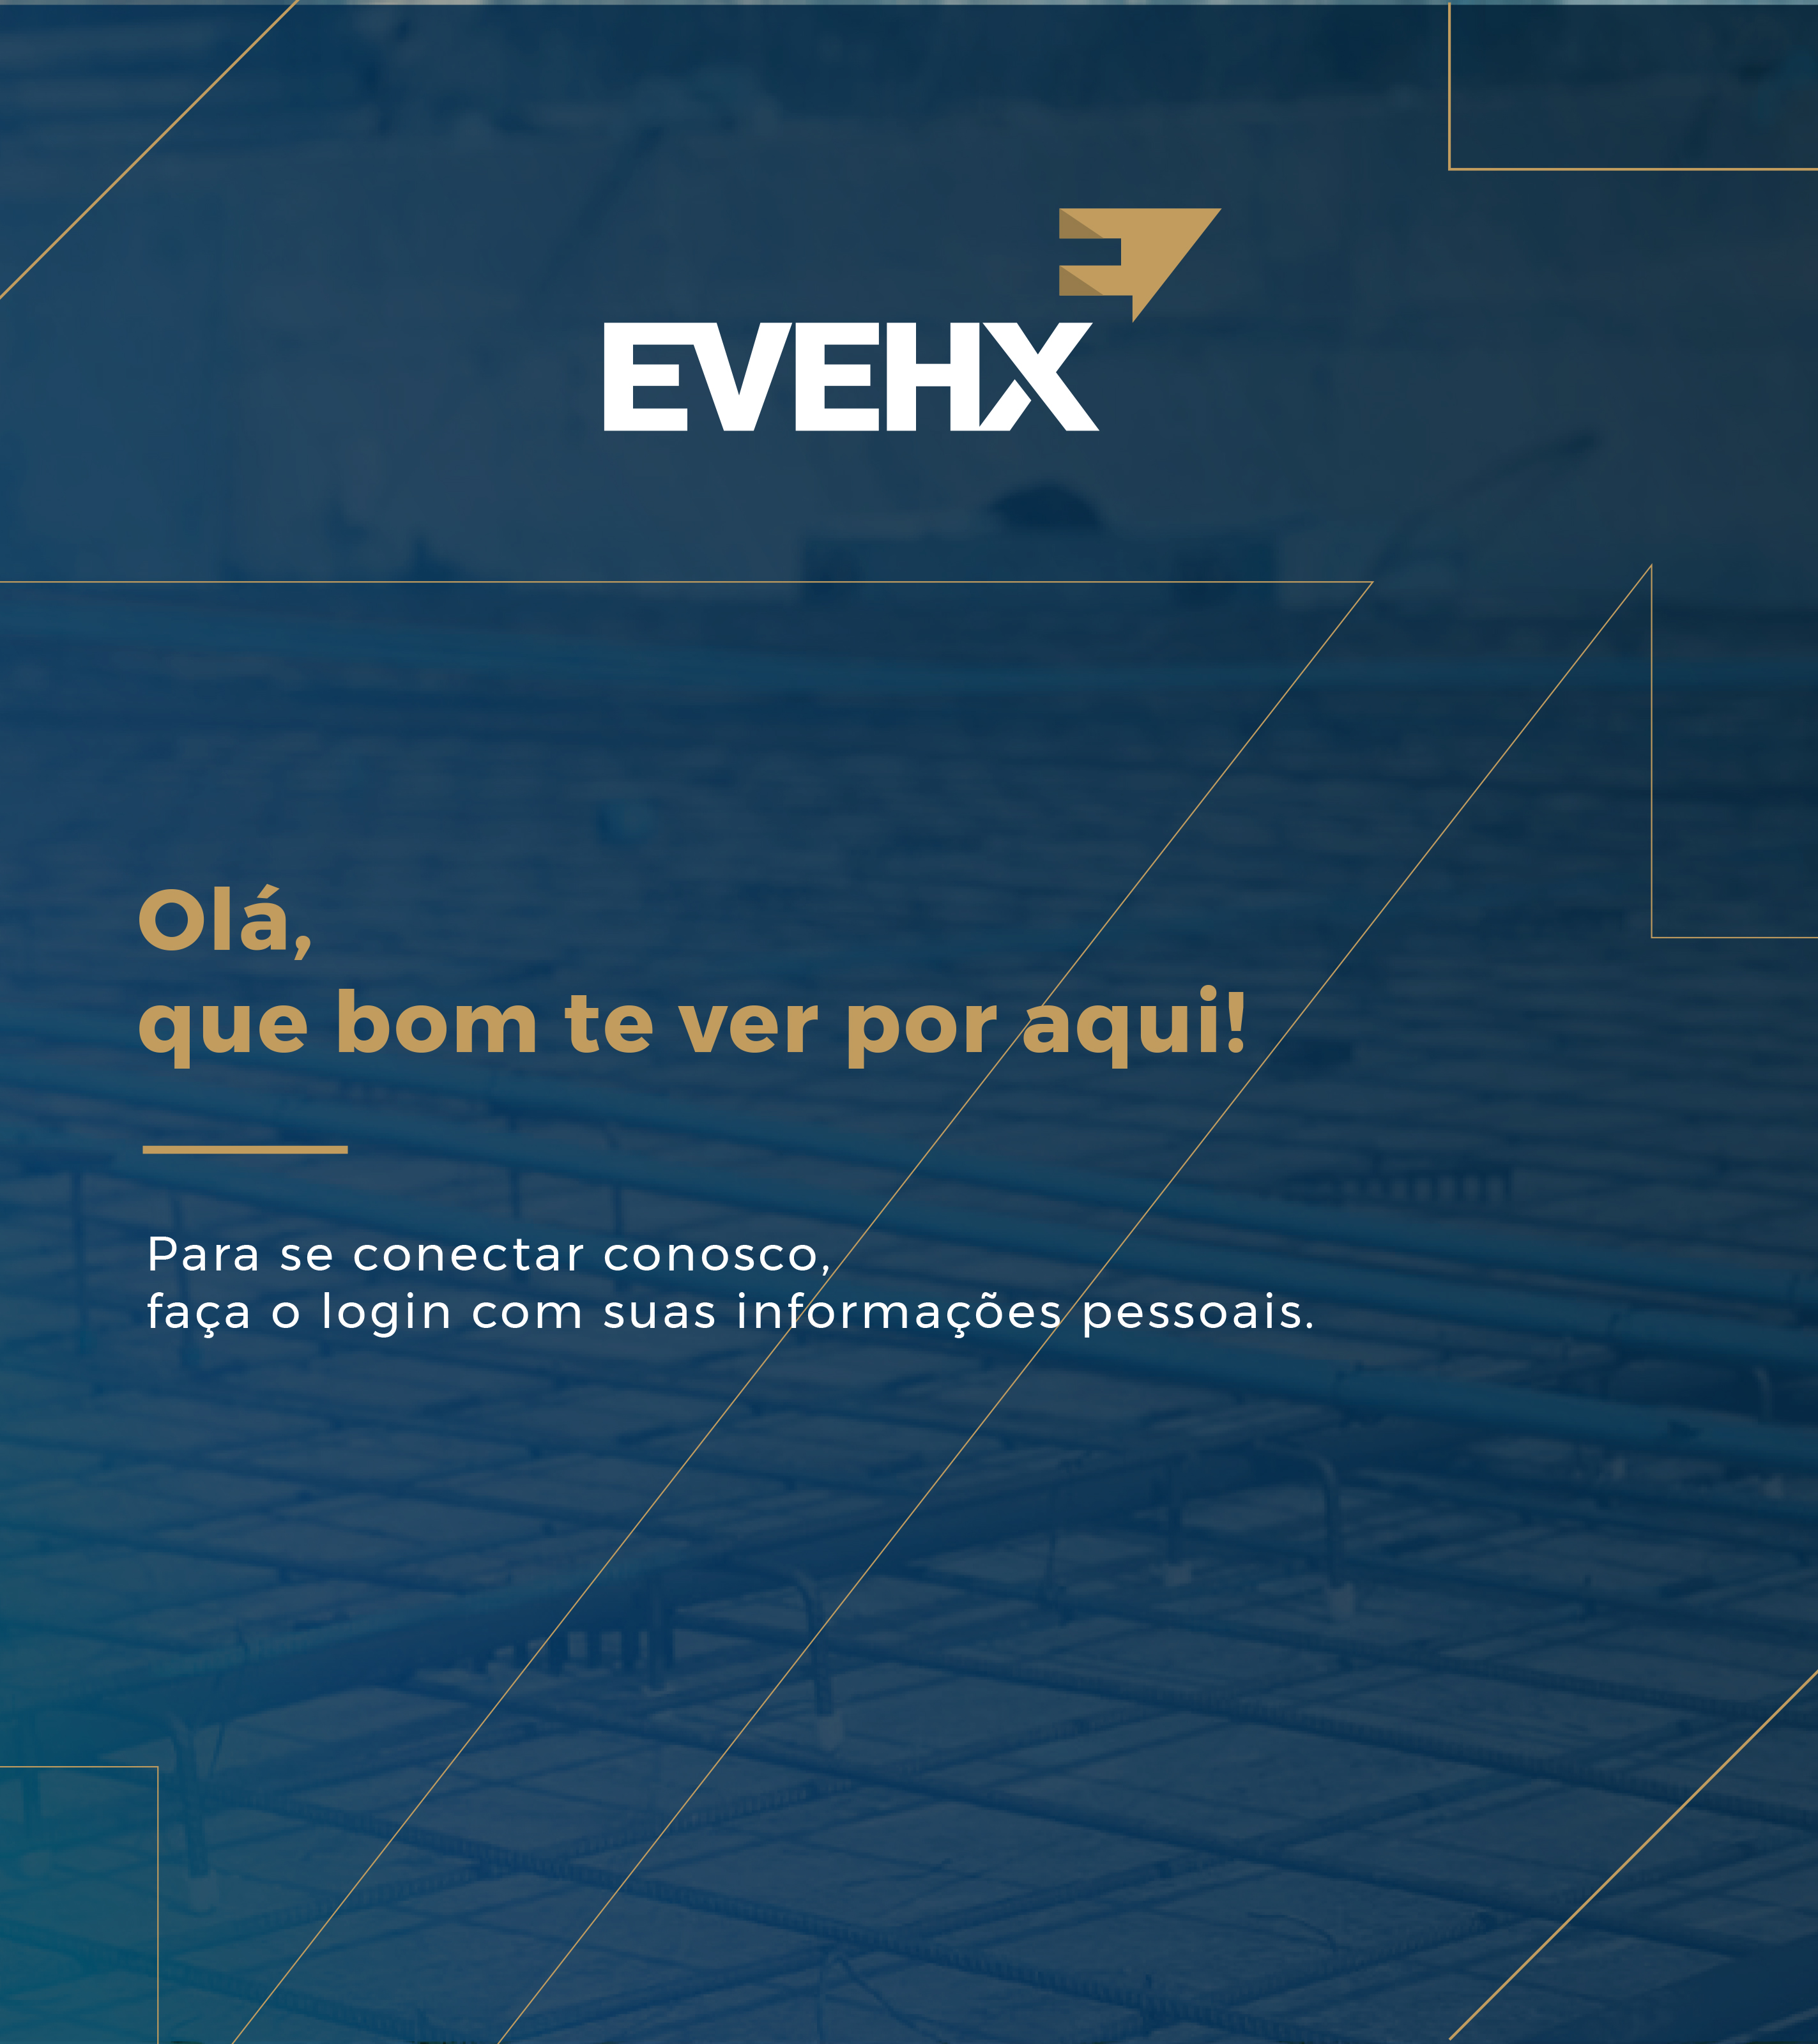 EVEHX
Olá,
que bom te ver por aqui!
Para se conectar conosco,
faça o login com suas informações pessoais.